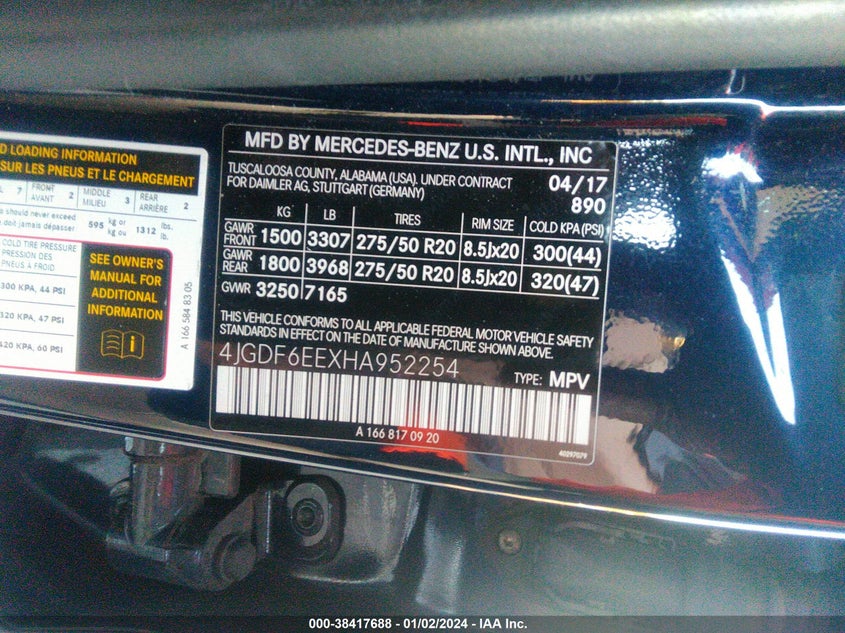 D LOADING INFORMATION
SUR LES PNEUS ET LE CHARGEMENT
7 FRONT AVANT 2 MIDDLE MILIEU 3 REAR ARRIÈRE 2
should never exceed
doit jamais dépasser 595 kg or kg ou 1312 lbs. lb.
COLD TIRE PRESSURE
PRESSION DES
PNEUS A FROID
300 KPA, 44 PSI
320 KPA, 47 PSI
420 KPA, 60 PSI
SEE OWNER'S
MANUAL FOR
ADDITIONAL
INFORMATION
A 166 584 83 05
MFD BY MERCEDES-BENZ U.S. INTL., INC
TUSCALOOSA COUNTY, ALABAMA (USA). UNDER CONTRACT
FOR DAIMLER AG, STUTTGART (GERMANY)
04/17
890
KG LB TIRES RIM SIZE COLD KPA (PSI)
GAWR FRONT 1500 3307 275/50 R20 8.5Jx20 300(44)
GAWR REAR 1800 3968 275/50 R20 8.5Jx20 320(47)
GWR 3250 7165
THIS VEHICLE CONFORMS TO ALL APPLICABLE FEDERAL MOTOR VEHICLE SAFETY
STANDARDS IN EFFECT ON THE DATE OF MANUFACTURE SHOWN ABOVE.
4JGDF6EEXHA952254
TYPE: MPV
A 166 817 09 20
40297079
000-38417688 - 01/02/2024 - IAA Inc.